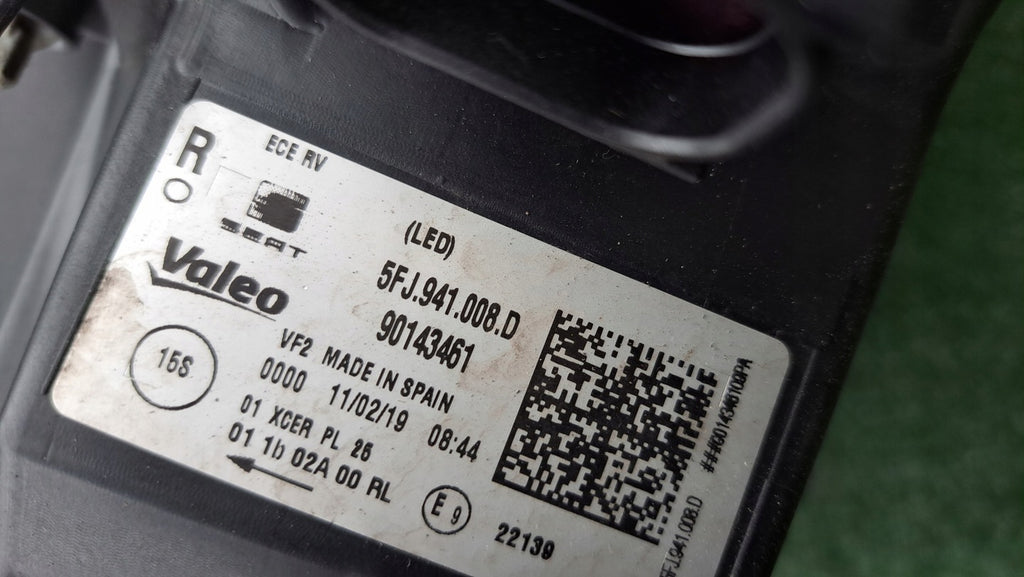 R
ECE RV
SEAT
Valeo
(LED)
5FJ.941.008.D
90143461
15S
VF2 MADE IN SPAIN
0000 11/02/19 08:44
01 XCER PL 26
01 1b 02A 00 RL
E 9
22139
5FJ.941.008.D